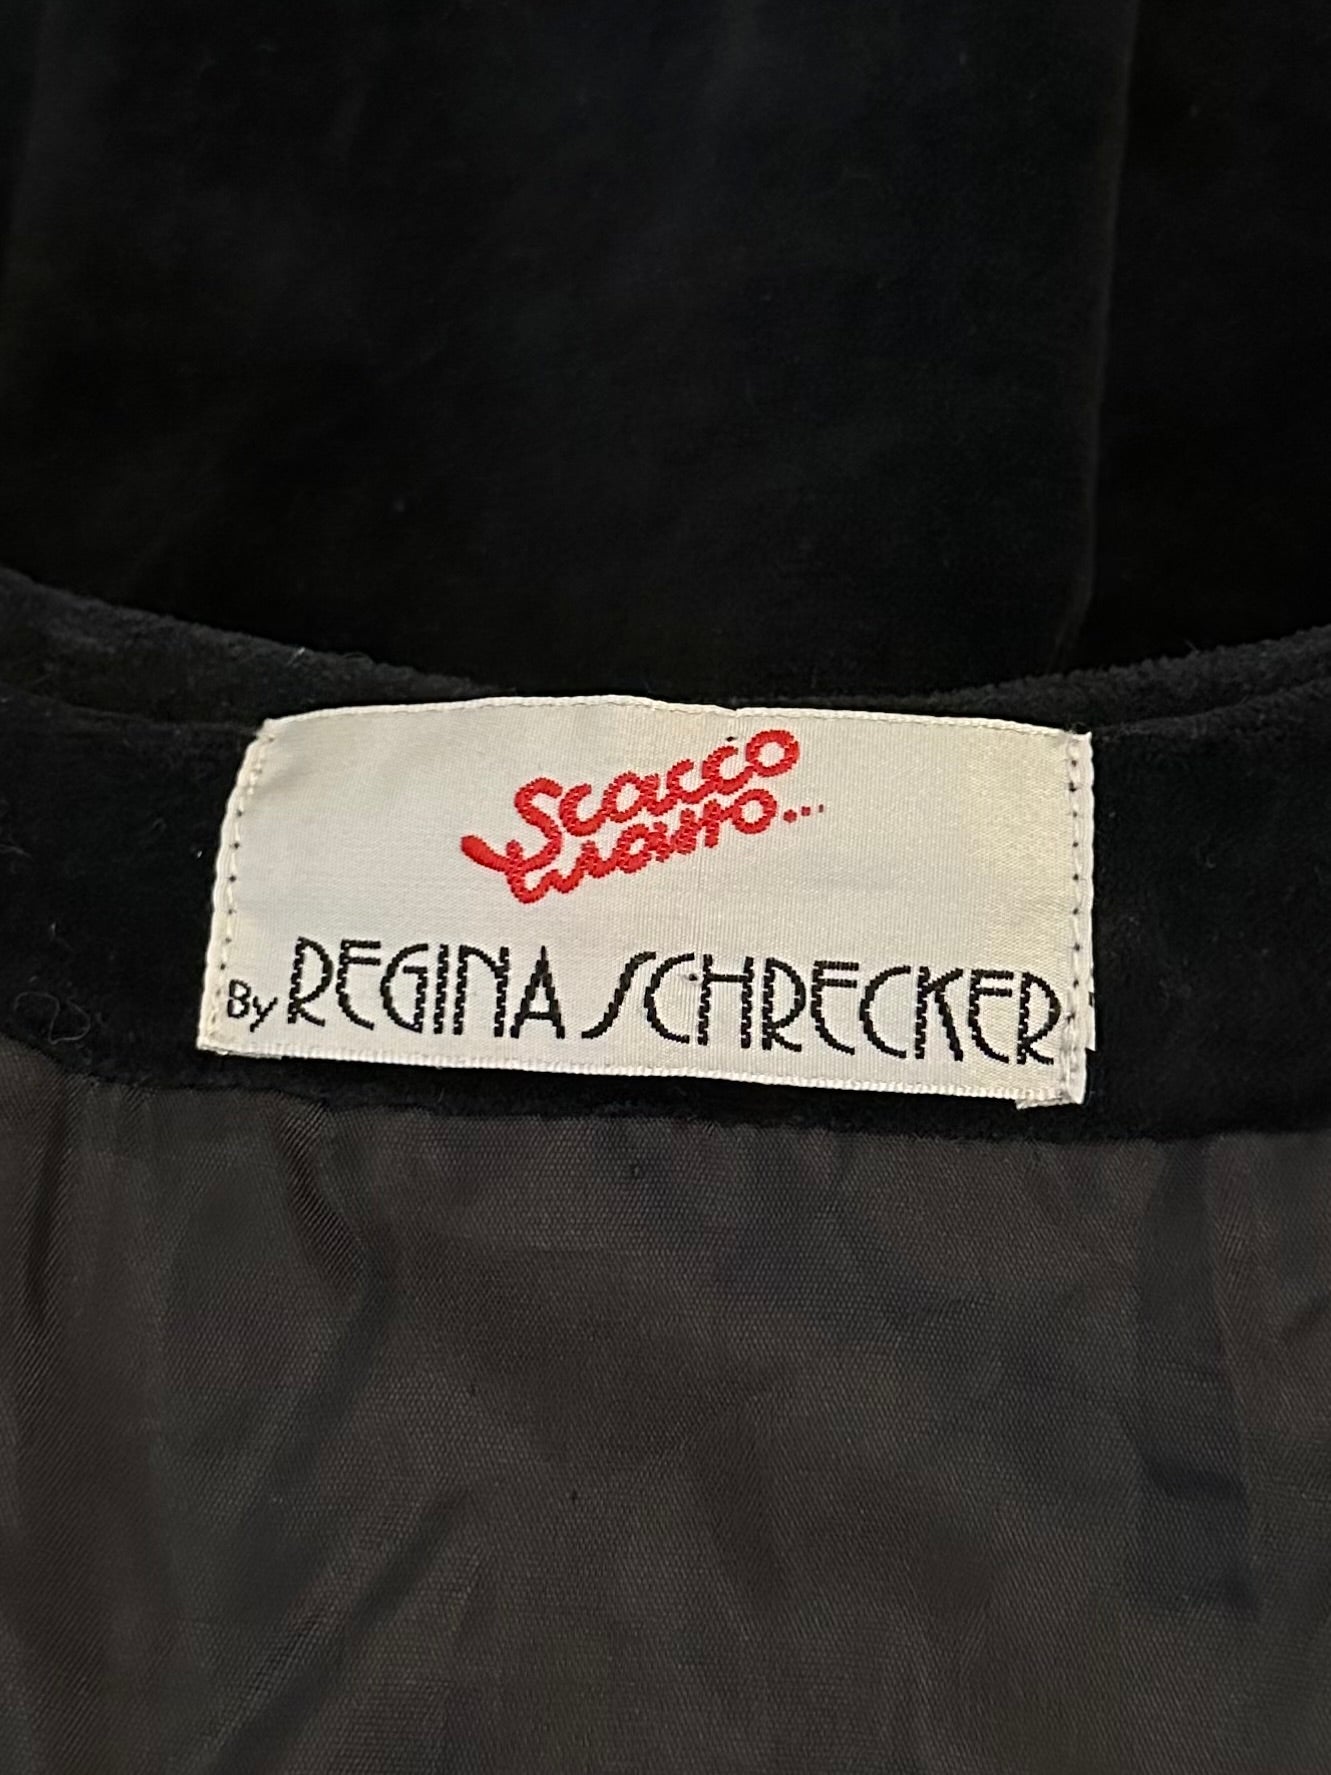 Scacco
matto...
By REGINA SCHRECKER